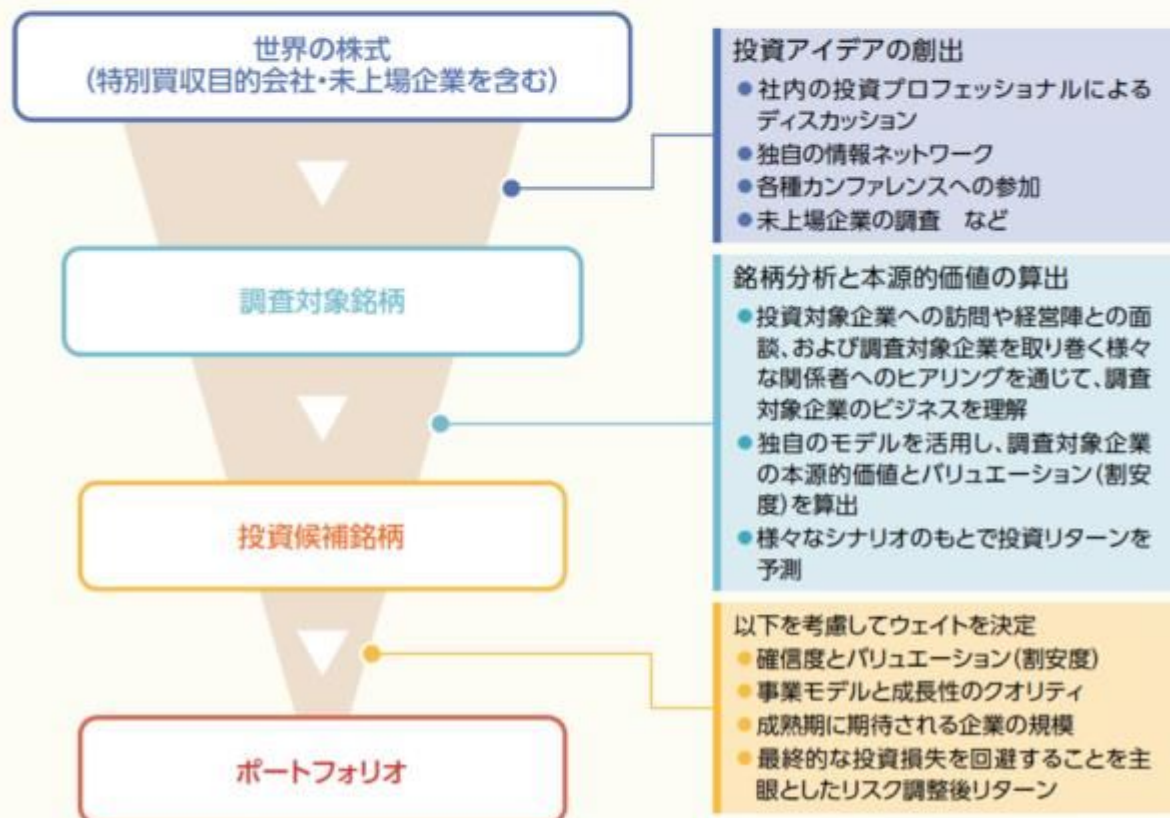 世界の株式
(特別買収目的会社・未上場企業を含む)
投資アイデアの創出
●社内の投資プロフェッショナルによる
ディスカッション
●独自の情報ネットワーク
●各種カンファレンスへの参加
●未上場企業の調査　など
調査対象銘柄
銘柄分析と本源的価値の算出
●投資対象企業への訪問や経営陣との面
談、および調査対象企業を取り巻く様々
な関係者へのヒアリングを通じて、調査
対象企業のビジネスを理解
●独自のモデルを活用し、調査対象企業
の本源的価値とバリュエーション(割安
度)を算出
●様々なシナリオのもとで投資リターンを
予測
投資候補銘柄
以下を考慮してウェイトを決定
●確信度とバリュエーション(割安度)
●事業モデルと成長性のクオリティ
●成熟期に期待される企業の規模
●最終的な投資損失を回避することを主
眼としたリスク調整後リターン
ポートフォリオ